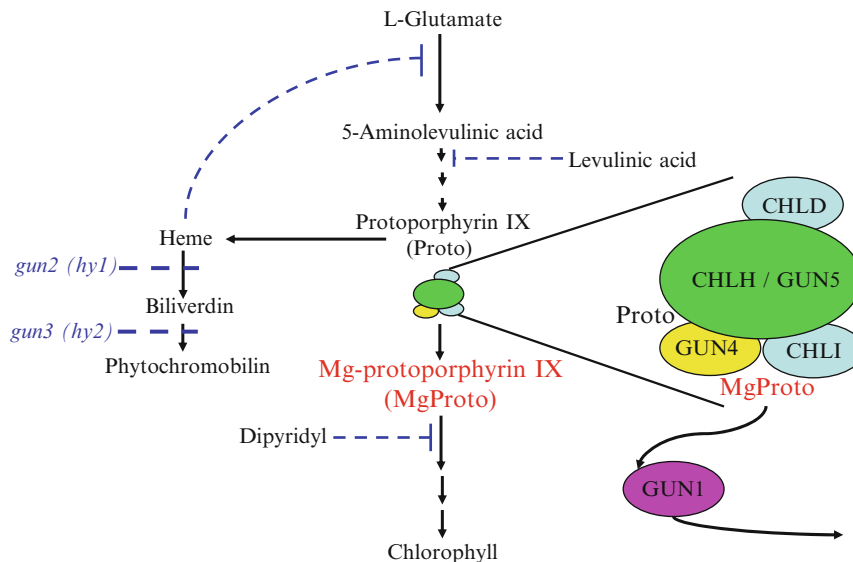 L-Glutamate
5-Aminolevulinic acid
Levulinic acid
Protoporphyrin IX
(Proto)
Heme
gun2 (hy1)
Biliverdin
gun3 (hy2)
Phytochromobilin
Mg-protoporphyrin IX
(MgProto)
Dipyridyl
Chlorophyll
CHLD
CHLH / GUN5
Proto
GUN4
CHLI
MgProto
GUN1